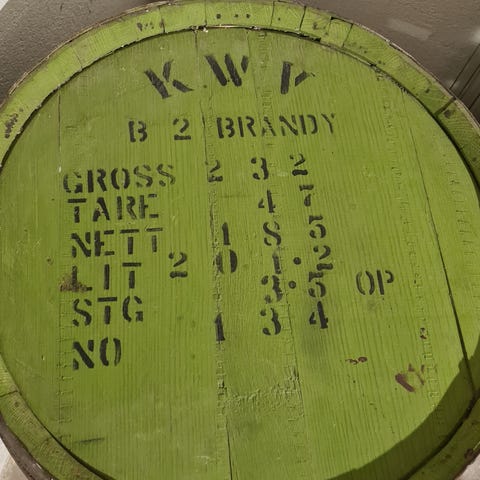 KWV
B 2 BRANDY
GROSS 2 3 2
TARE 4 7
NETT 1 8 5
LIT 2 0 1.2
STG 3.5 OP
NO 1 3 4